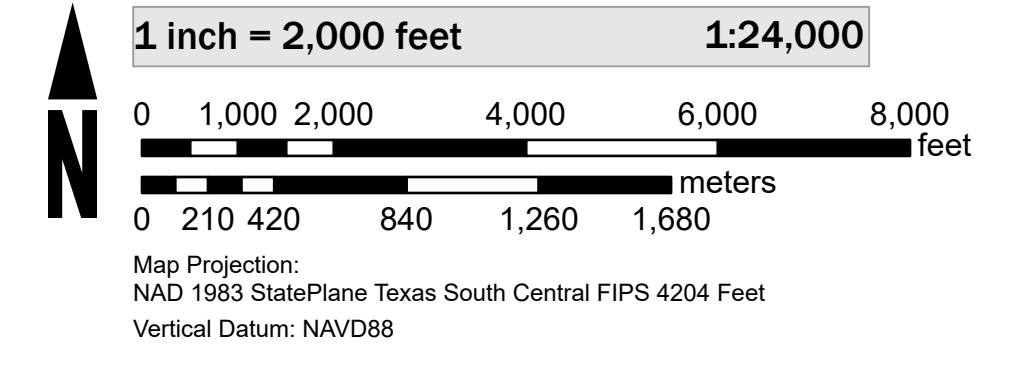 1 inch = 2,000 feet 1:24,000
0 1,000 2,000 4,000 6,000 8,000
feet
meters
0 210 420 840 1,260 1,680
N
Map Projection:
NAD 1983 StatePlane Texas South Central FIPS 4204 Feet
Vertical Datum: NAVD88